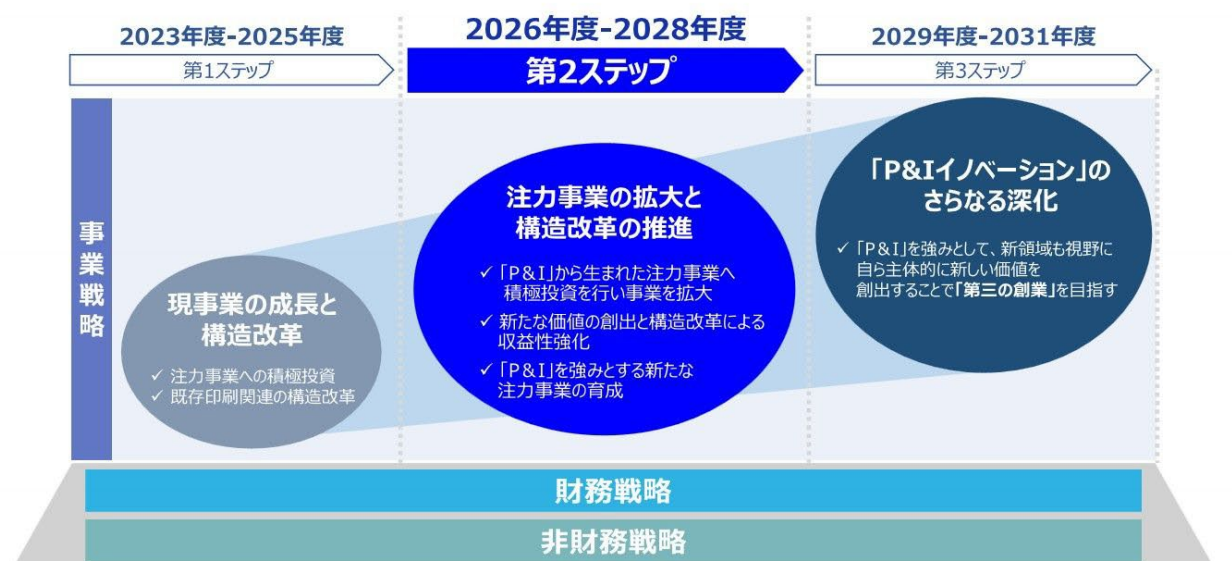 2023年度-2025年度
第1ステップ
2026年度-2028年度
第2ステップ
2029年度-2031年度
第3ステップ
事業戦略
現事業の成長と
構造改革
✓ 注力事業への積極投資
✓ 既存印刷関連の構造改革
注力事業の拡大と
構造改革の推進
✓ 「P&I」から生まれた注力事業へ
積極投資を行い事業を拡大
✓ 新たな価値の創出と構造改革による
収益性強化
✓ 「P&I」を強みとする新たな
注力事業の育成
「P&Iイノベーション」の
さらなる深化
✓ 「P&I」を強みとして、新領域も視野に
自ら主体的に新しい価値を
創出することで「第三の創業」を目指す
財務戦略
非財務戦略